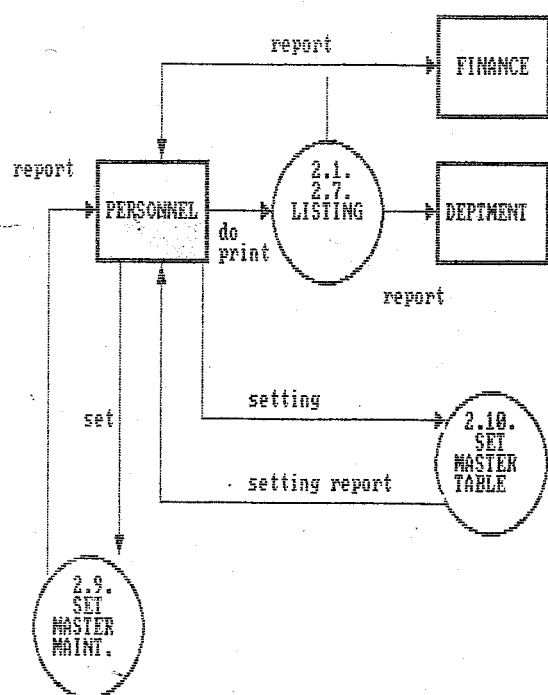 report
FINANCE
report
2.1.
2.7.
LISTING
PERSONNEL
do
print
DEPTMENT
report
setting
set
2.10.
SET
MASTER
TABLE
setting report
2.9.
SET
MASTER
MAINT.